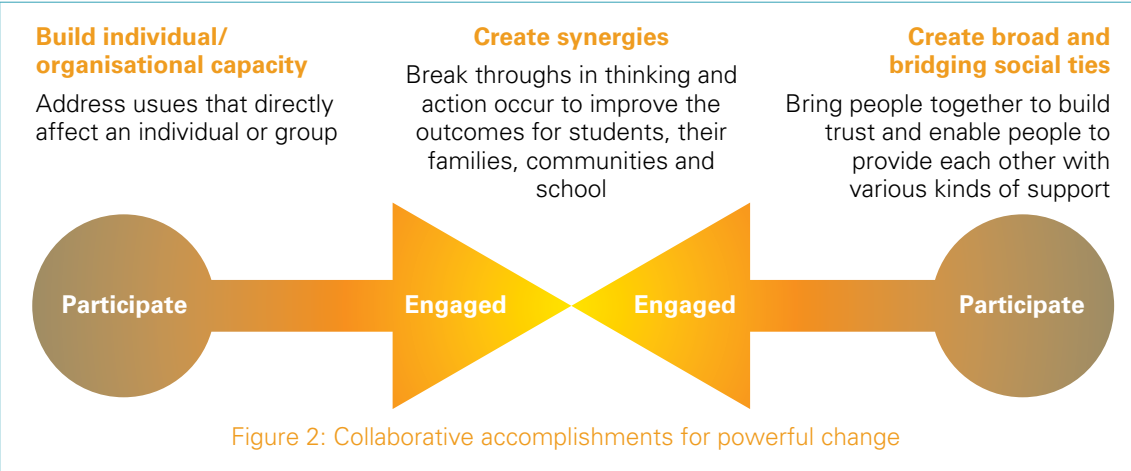 Build individual/
organisational capacity
Address usues that directly
affect an individual or group
Create synergies
Break throughs in thinking and
action occur to improve the
outcomes for students, their
families, communities and
school
Create broad and
bridging social ties
Bring people together to build
trust and enable people to
provide each other with
various kinds of support
Participate
Engaged
Engaged
Participate
Figure 2: Collaborative accomplishments for powerful change